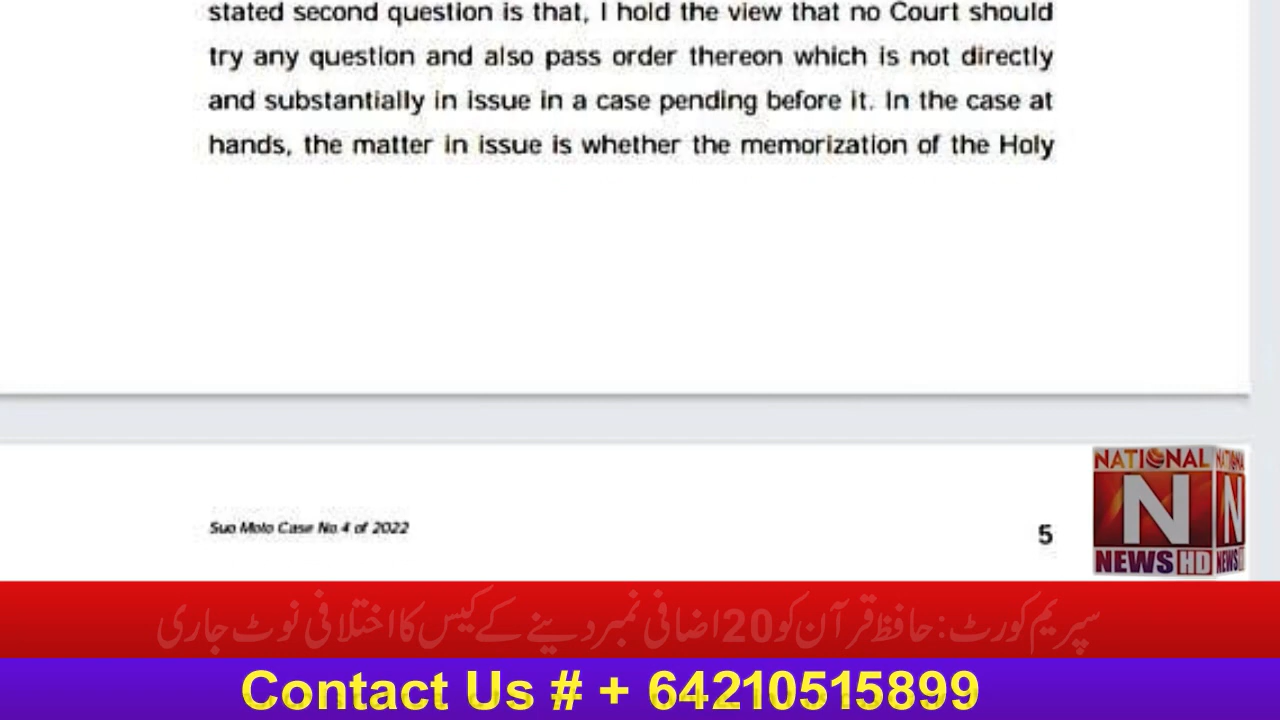 stated second question is that, I hold the view that no Court should
try any question and also pass order thereon which is not directly
and substantially in issue in a case pending before it. In the case at
hands, the matter in issue is whether the memorization of the Holy
Suo Moto Case No.4 of 2022
5
NATIONAL
N
NEWS HD
سپریم کورٹ: حافظ قرآن کو 20 اضافی نمبر دینے کے کیس کا اختلافی نوٹ جاری
Contact Us # + 64210515899